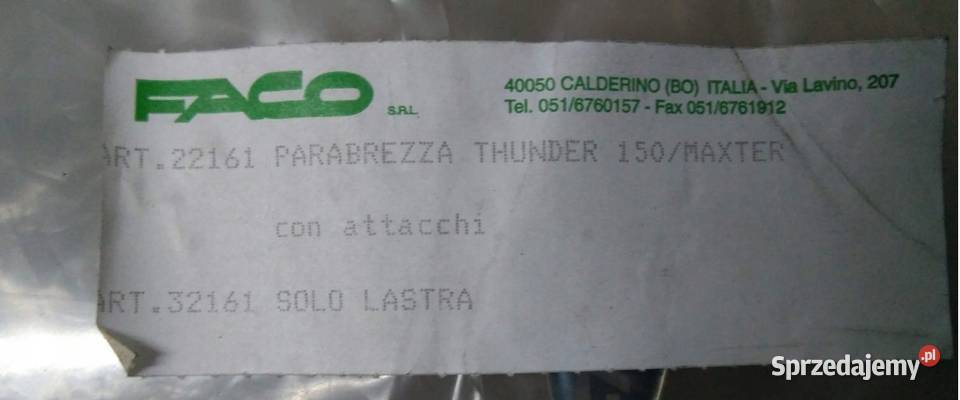 FACO S.R.L.
40050 CALDERINO (BO) ITALIA - Via Lavino, 207
Tel. 051/6760157 - Fax 051/6761912
ART.22161 PARABREZZA THUNDER 150/MAXTER
con attacchi
ART.32161 SOLO LASTRA
Sprzedajemy.pl